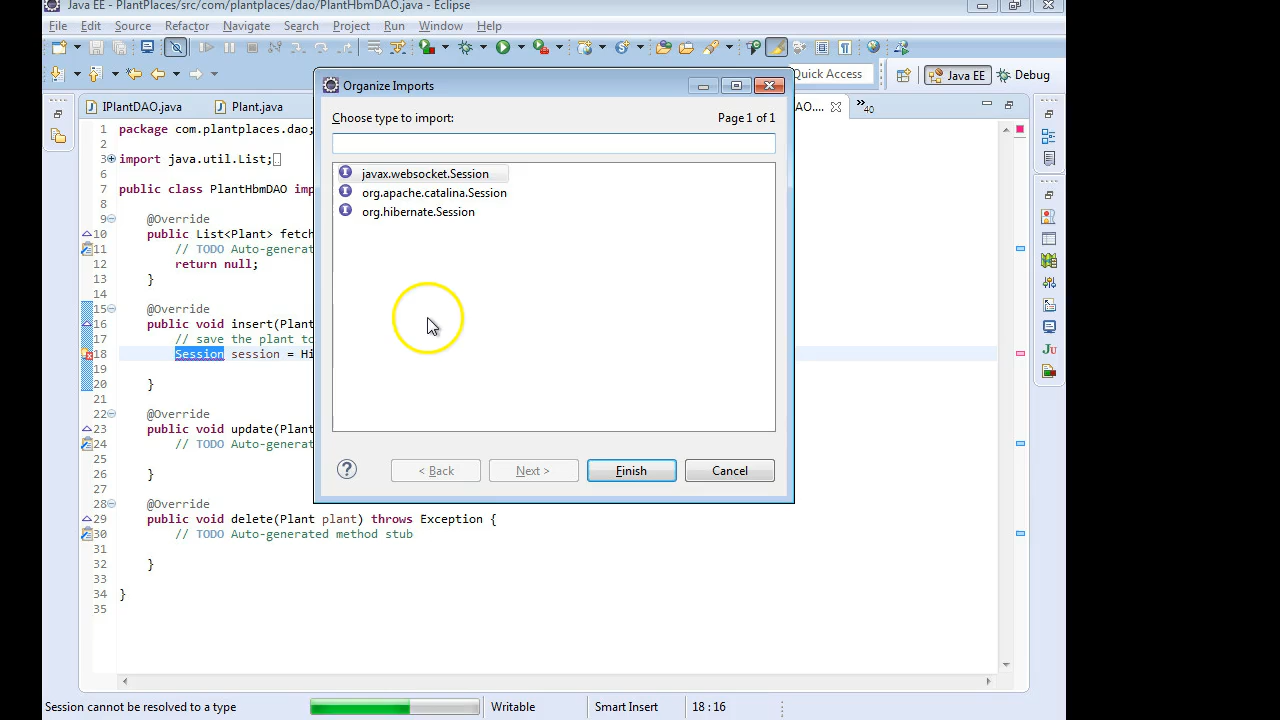 Java EE - PlantPlaces/src/com/plantplaces/dao/PlantHbmDAO.java - Eclipse
File Edit Source Refactor Navigate Search Project Run Window Help
Quick Access
Java EE
Debug
IPlantDAO.java
Plant.java
AO....
»40
Organize Imports
Choose type to import:
Page 1 of 1
javax.websocket.Session
org.apache.catalina.Session
org.hibernate.Session
< Back
Next >
Finish
Cancel
1 package com.plantplaces.dao;
2
3 import java.util.List;
6
7 public class PlantHbmDAO imp
8
9 @Override
10 public List<Plant> fetch
11 // TODO Auto-generat
12 return null;
13 }
14
15 @Override
16 public void insert(Plant
17 // save the plant to
18 Session session = Hi
19
20 }
21
22 @Override
23 public void update(Plant
24 // TODO Auto-generat
25
26 }
27
28 @Override
29 public void delete(Plant plant) throws Exception {
30 // TODO Auto-generated method stub
31
32 }
33
34 }
35
Session cannot be resolved to a type
Writable
Smart Insert
18 : 16